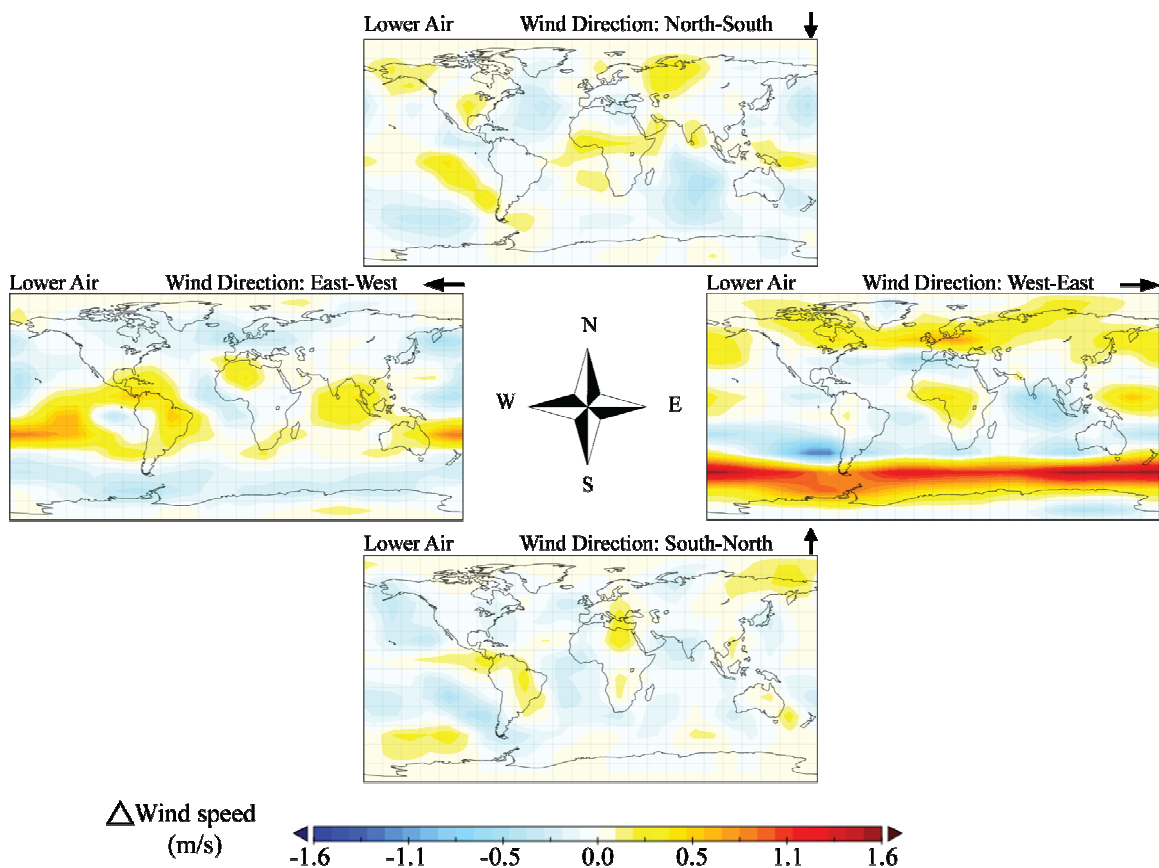 Lower Air Wind Direction: North-South
Lower Air Wind Direction: East-West
Lower Air Wind Direction: West-East
N
W E
S
Lower Air Wind Direction: South-North
△Wind speed
(m/s)
-1.6 -1.1 -0.5 0.0 0.5 1.1 1.6